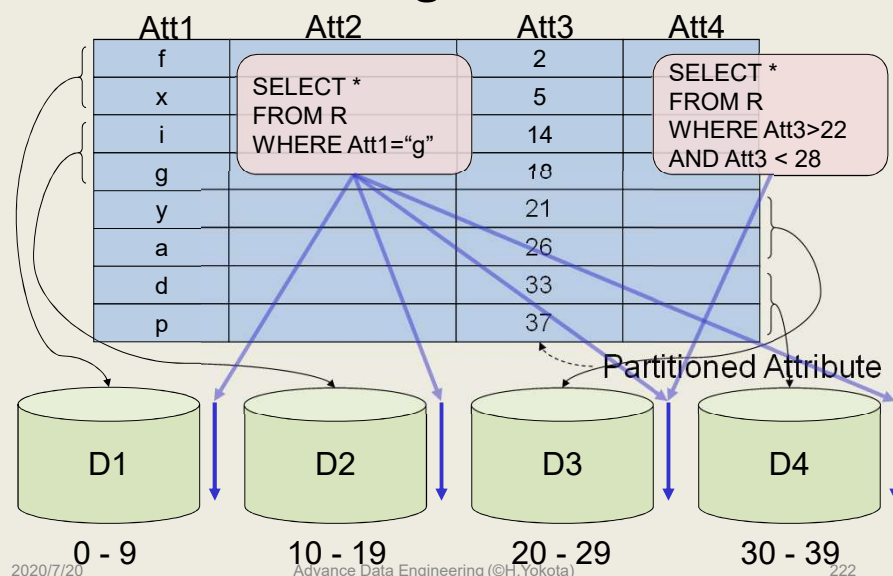 Att1 Att2 Att3 Att4
f 2
x 5
i 14
g 18
y 21
a 26
d 33
p 37
SELECT *
FROM R
WHERE Att1=“g”
SELECT *
FROM R
WHERE Att3>22
AND Att3 < 28
Partitioned Attribute
D1 D2 D3 D4
0 - 9 10 - 19 20 - 29 30 - 39
2020/7/20 Advance Data Engineering (©H.Yokota) 222